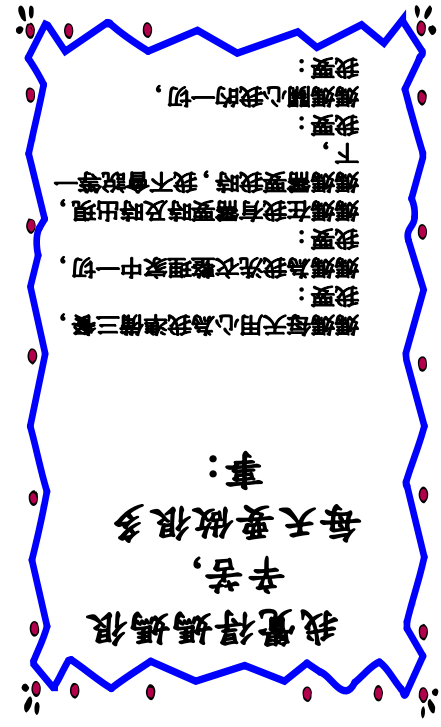 我覺得媽媽很
辛苦,
每天要做很多
事：
媽媽每天用心為我準備三餐，
我要：
媽媽為我洗衣整理家中一切，
我要：
媽媽在我有需要時及時出現，
媽媽需要我時，我不會說等一
下，
我要：
媽媽關心我的一切，
我要：